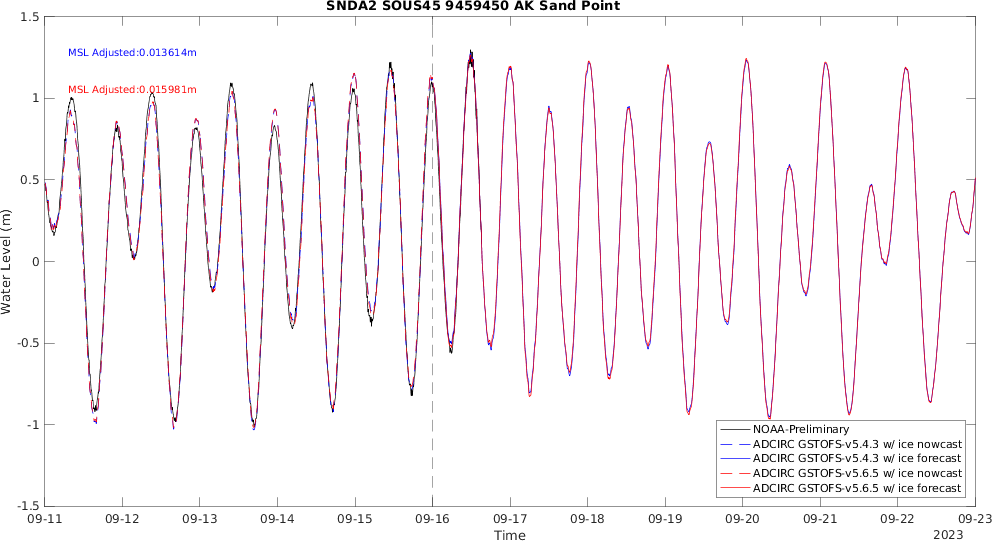 SNDA2 SOUS45 9459450 AK Sand Point
1.5
MSL Adjusted:0.013614m
MSL Adjusted:0.015981m
1
0.5
0
-0.5
-1
-1.5
Water Level (m)
NOAA-Preliminary
ADCIRC GSTOFS-v5.4.3 w/ ice nowcast
ADCIRC GSTOFS-v5.4.3 w/ ice forecast
ADCIRC GSTOFS-v5.6.5 w/ ice nowcast
ADCIRC GSTOFS-v5.6.5 w/ ice forecast
09-11 09-12 09-13 09-14 09-15 09-16 09-17 09-18 09-19 09-20 09-21 09-22 09-23
Time
2023